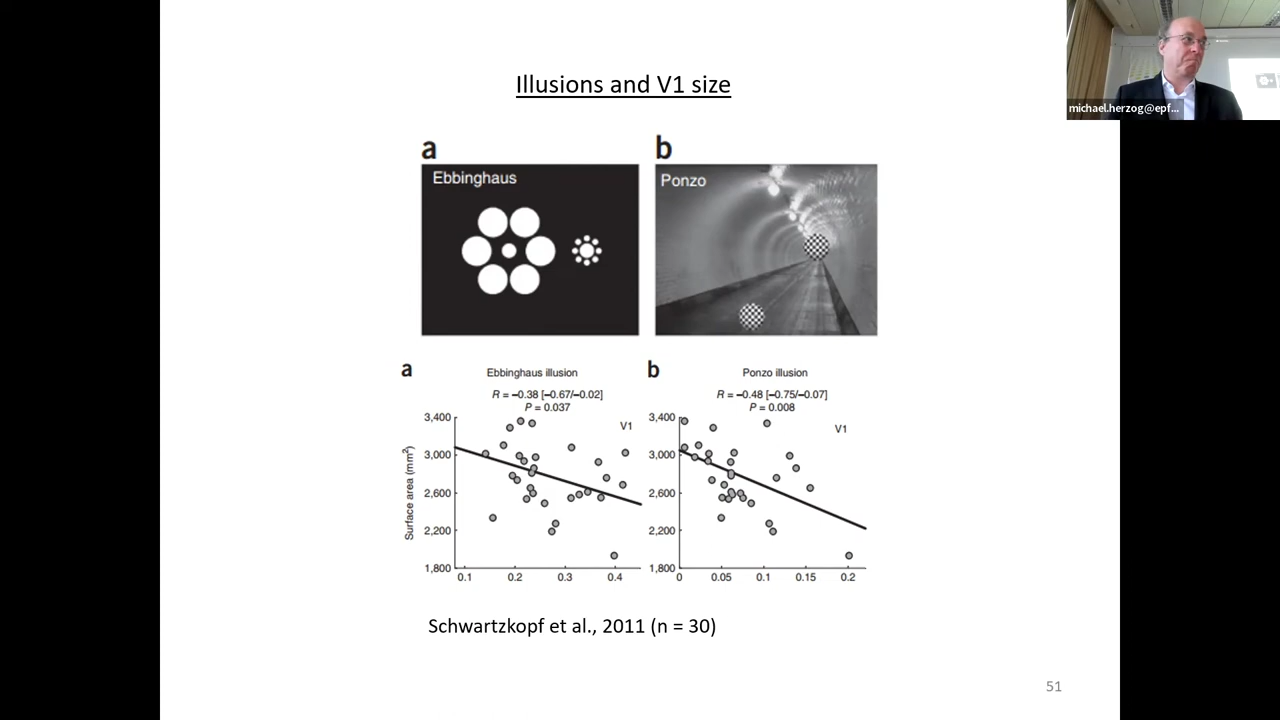 michael.herzog@epf...
Illusions and V1 size
a
b
Ebbinghaus
Ponzo
a
Ebbinghaus illusion
R = –0.38 [–0.67/–0.02]
P = 0.037
V1
Surface area (mm²)
3,400
3,000
2,600
2,200
1,800
0.1
0.2
0.3
0.4
b
Ponzo illusion
R = –0.48 [–0.75/–0.07]
P = 0.008
V1
3,400
3,000
2,600
2,200
1,800
0
0.05
0.1
0.15
0.2
Schwartzkopf et al., 2011 (n = 30)
51